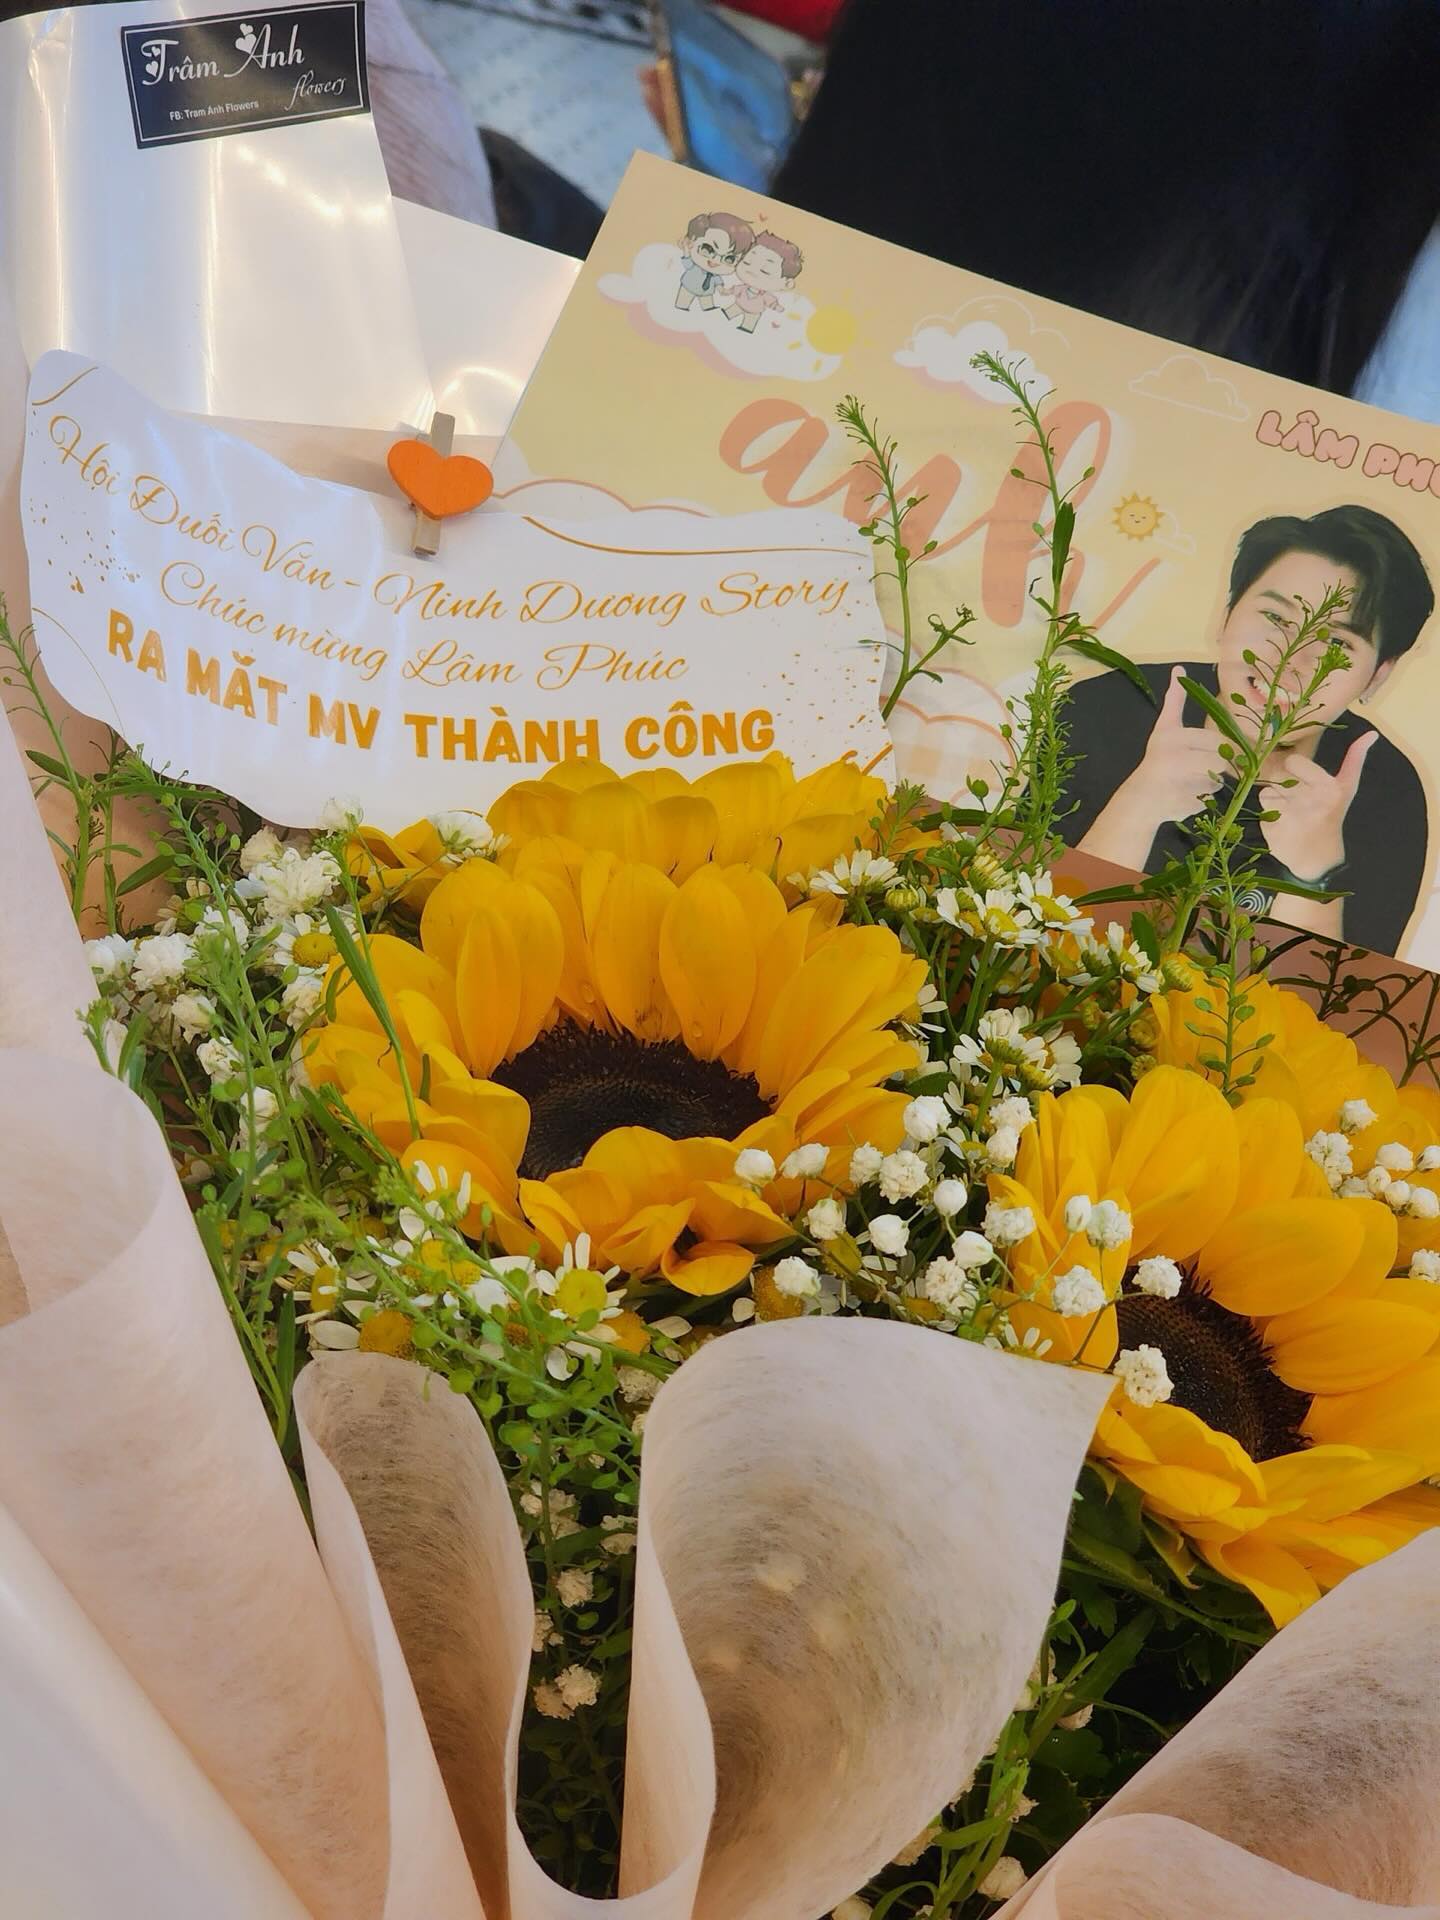 Trâm Anh
flowers
FB: Tram Anh Flowers
LÂM
anh
Hội Đuối Văn - Ninh Dương Story
Chúc mừng Lâm Phúc
RA MẮT MV THÀNH CÔNG